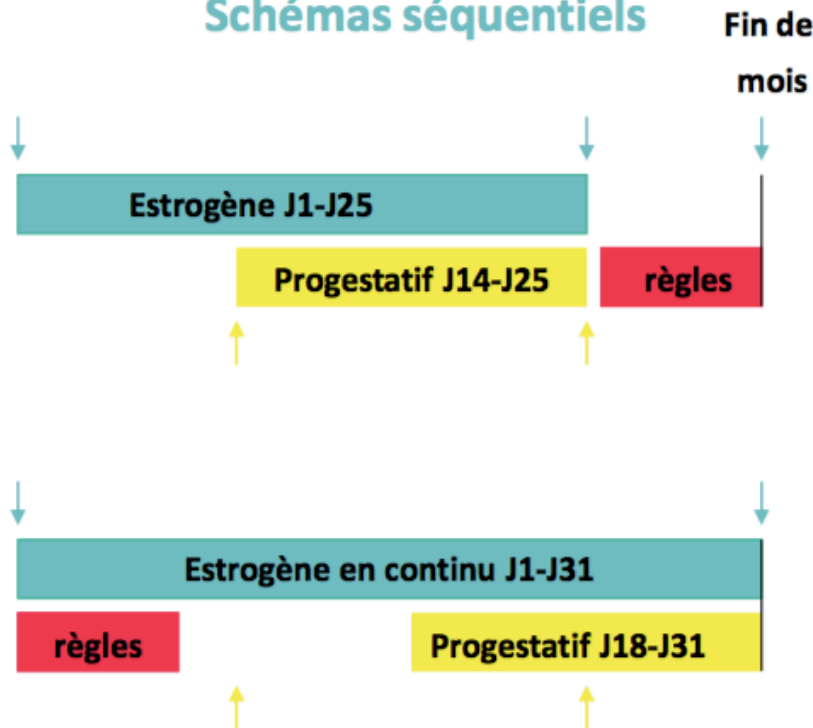 Schémas séquentiels
Fin de
mois
Estrogène J1-J25
Progestatif J14-J25
règles
Estrogène en continu J1-J31
règles
Progestatif J18-J31